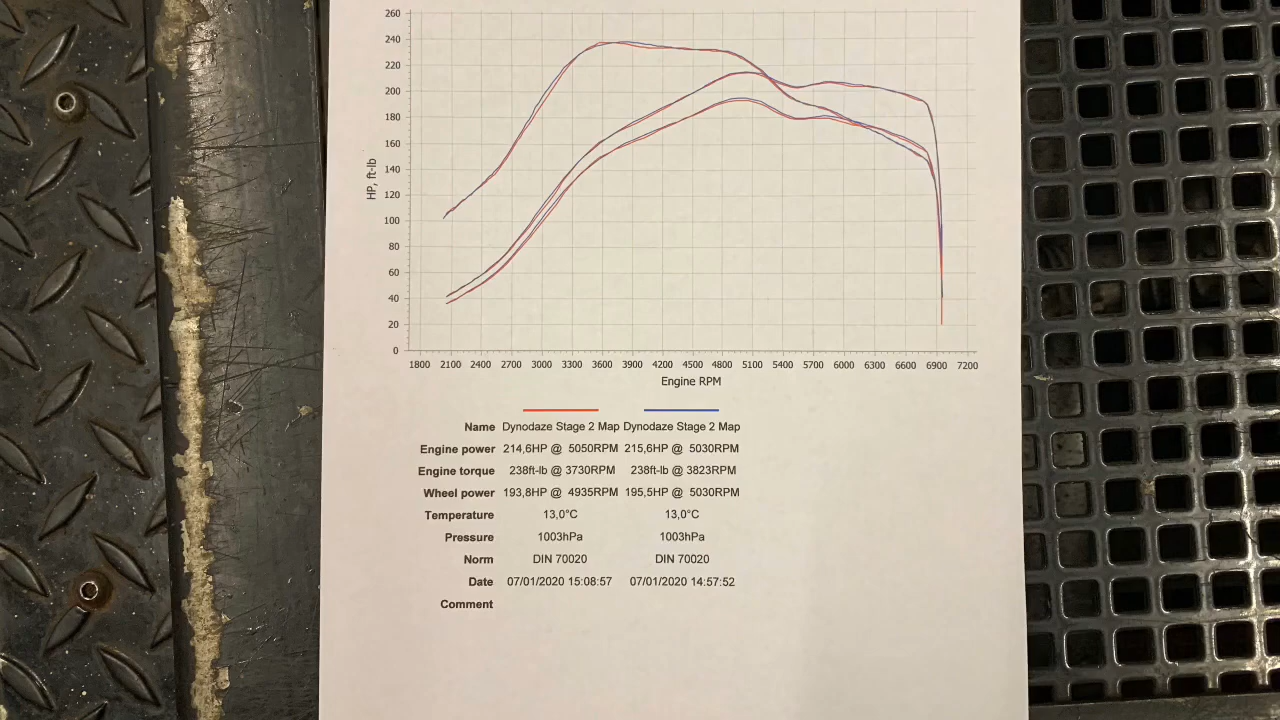 260
240
220
200
180
160
140
120
100
80
60
40
20
0
HP, ft-lb
1800 2100 2400 2700 3000 3300 3600 3900 4200 4500 4800 5100 5400 5700 6000 6300 6600 6900 7200
Engine RPM
Name Dynodaze Stage 2 Map Dynodaze Stage 2 Map
Engine power 214,6HP @ 5050RPM 215,6HP @ 5030RPM
Engine torque 238ft-lb @ 3730RPM 238ft-lb @ 3823RPM
Wheel power 193,8HP @ 4935RPM 195,5HP @ 5030RPM
Temperature 13,0°C 13,0°C
Pressure 1003hPa 1003hPa
Norm DIN 70020 DIN 70020
Date 07/01/2020 15:08:57 07/01/2020 14:57:52
Comment